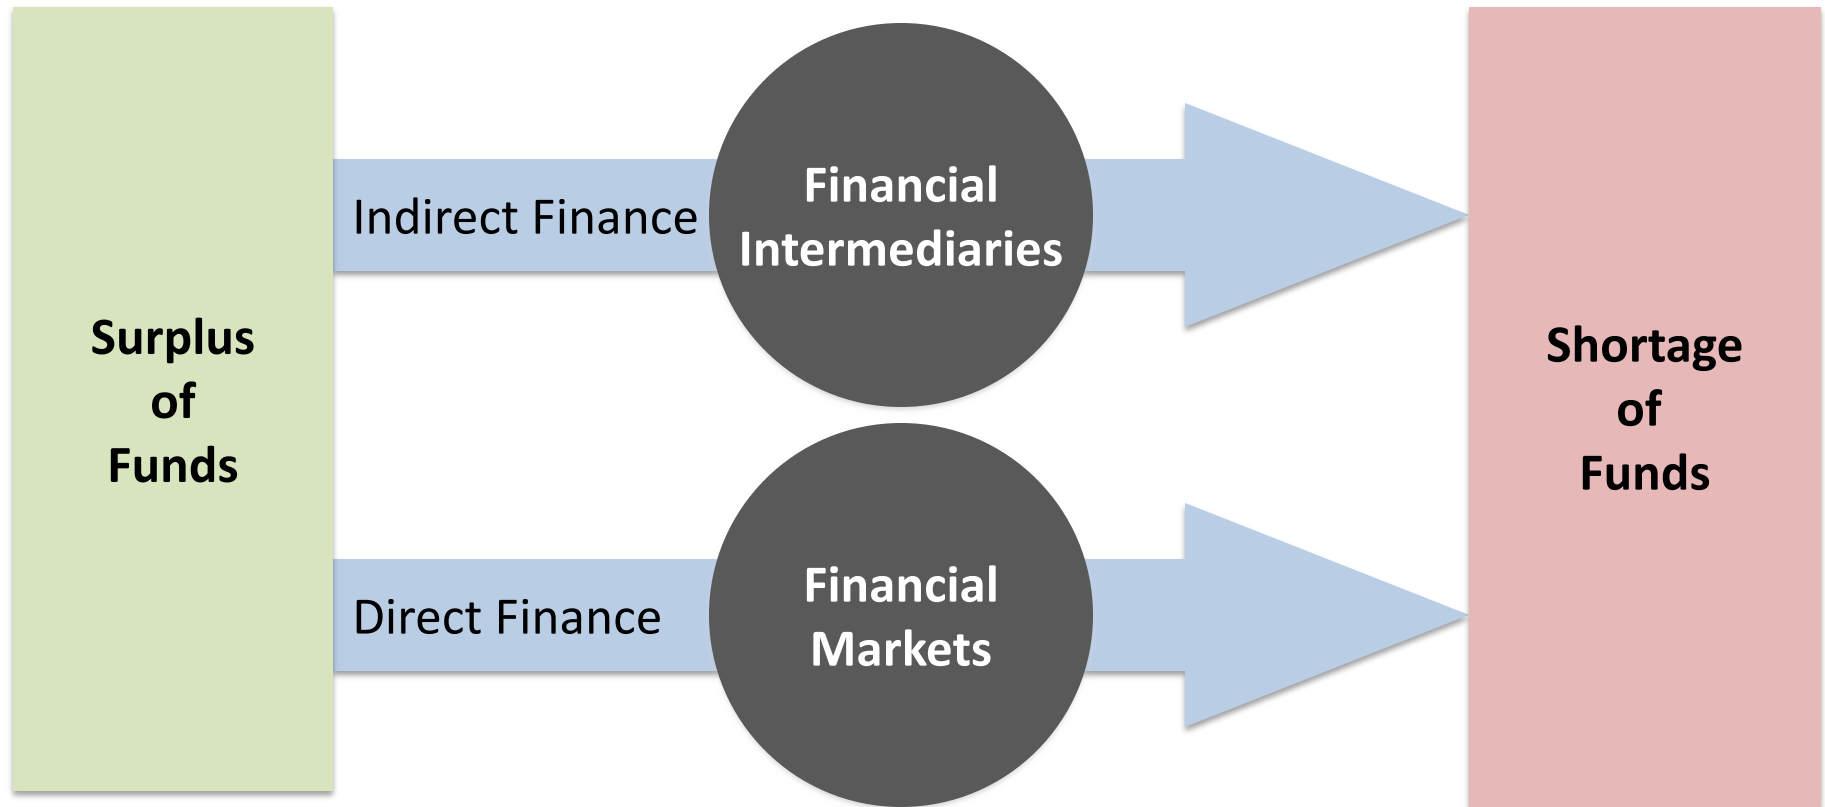 Surplus
of
Funds
Indirect Finance
Financial
Intermediaries
Direct Finance
Financial
Markets
Shortage
of
Funds